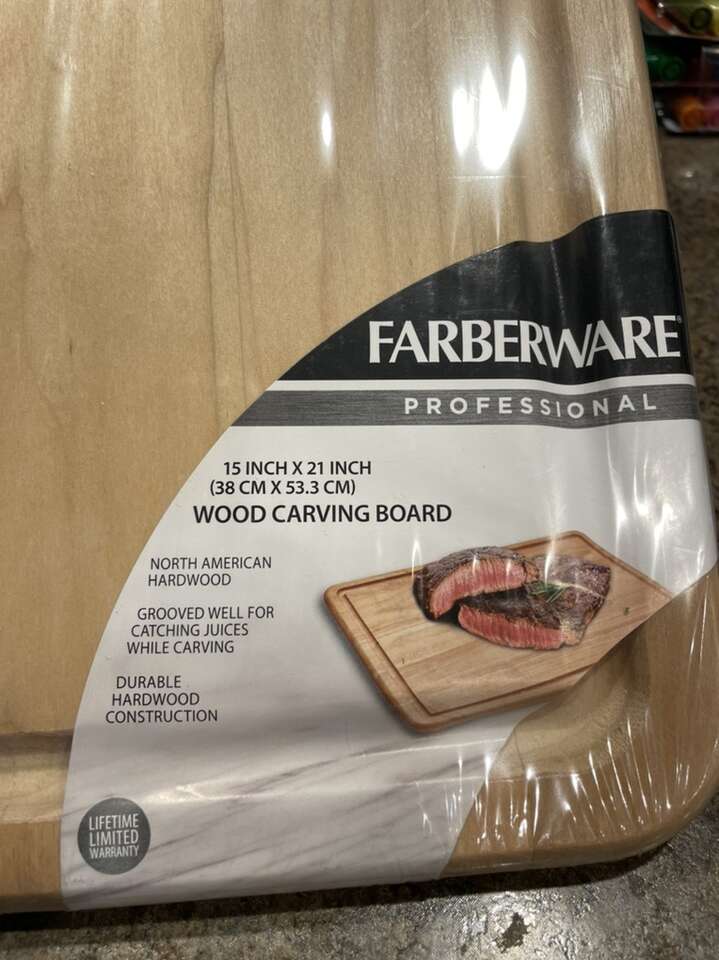 FARBERWARE®
PROFESSIONAL
15 INCH X 21 INCH
(38 CM X 53.3 CM)
WOOD CARVING BOARD
NORTH AMERICAN
HARDWOOD
GROOVED WELL FOR
CATCHING JUICES
WHILE CARVING
DURABLE
HARDWOOD
CONSTRUCTION
LIFETIME
LIMITED
WARRANTY